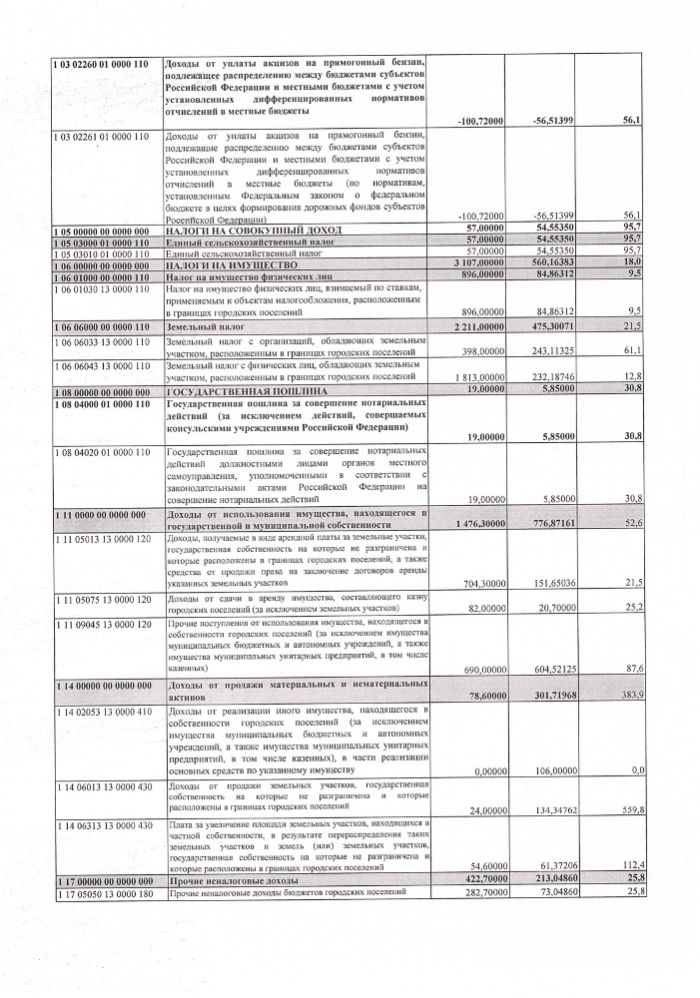 1 03 02260 01 0000 110 Доходы от уплаты акцизов на прямогонный бензин,
подлежащее распределению между бюджетами субъектов
Российской Федерации и местными бюджетами с учетом
установленных дифференцированных нормативов
отчислений в местные бюджеты -100,72000 -56,51399 56,1
1 03 02261 01 0000 110 Доходы от уплаты акцизов на прямогонный бензин,
подлежащие распределению между бюджетами субъектов
Российской Федерации и местными бюджетами с учетом
установленных дифференцированных нормативов
отчислений в местные бюджеты (по нормативам,
установленным Федеральным законом о федеральном
бюджете в целях формирования дорожных фондов субъектов
Российской Федерации) -100,72000 -56,51399 56,1
1 05 00000 00 0000 000 НАЛОГИ НА СОВОКУПНЫЙ ДОХОД 57,00000 54,55350 95,7
1 05 03000 01 0000 110 Единый сельскохозяйственный налог 57,00000 54,55350 95,7
1 05 03010 01 0000 110 Единый сельскохозяйственный налог 57,00000 54,55350 95,7
1 06 00000 00 0000 000 НАЛОГИ НА ИМУЩЕСТВО 3 107,00000 560,16383 18,0
1 06 01000 00 0000 110 Налог на имущество физических лиц 896,00000 84,86312 9,5
1 06 01030 13 0000 110 Налог на имущество физических лиц, взимаемый по ставкам,
применяемым к объектам налогообложения, расположенным
в границах городских поселений 896,00000 84,86312 9,5
1 06 06000 00 0000 110 Земельный налог 2 211,00000 475,30071 21,5
1 06 06033 13 0000 110 Земельный налог с организаций, обладающих земельным
участком, расположенным в границах городских поселений 398,00000 243,11325 61,1
1 06 06043 13 0000 110 Земельный налог с физических лиц, обладающих земельным
участком, расположенным в границах городских поселений 1 813,00000 232,18746 12,8
1 08 00000 00 0000 000 ГОСУДАРСТВЕННАЯ ПОШЛИНА 19,00000 5,85000 30,8
1 08 04000 01 0000 110 Государственная пошлина за совершение нотариальных
действий (за исключением действий, совершаемых
консульскими учреждениями Российской Федерации) 19,00000 5,85000 30,8
1 08 04020 01 0000 110 Государственная пошлина за совершение нотариальных
действий должностными лицами органов местного
самоуправления, уполномоченными в соответствии с
законодательными актами Российской Федерации на
совершение нотариальных действий 19,00000 5,85000 30,8
1 11 0000 00 0000 000 Доходы от использования имущества, находящегося в
государственной и муниципальной собственности 1 476,30000 776,87161 52,6
1 11 05013 13 0000 120 Доходы, получаемые в виде арендной платы за земельные участки,
государственная собственность на которые не разграничена и
которые расположены в границах городских поселений, а также
средства от продажи права на заключение договоров аренды
указанных земельных участков 704,30000 151,65036 21,5
1 11 05075 13 0000 120 Доходы от сдачи в аренду имущества, составляющего казну
городских поселений (за исключением земельных участков) 82,00000 20,70000 25,2
1 11 09045 13 0000 120 Прочие поступления от использования имущества, находящегося в
собственности городских поселений (за исключением имущества
муниципальных бюджетных и автономных учреждений, а также
имущества муниципальных унитарных предприятий, в том числе
казенных) 690,00000 604,52125 87,6
1 14 00000 00 0000 000 Доходы от продажи материальных и нематериальных
активов 78,60000 301,71968 383,9
1 14 02053 13 0000 410 Доходы от реализации иного имущества, находящегося в
собственности городских поселений (за исключением
имущества муниципальных бюджетных и автономных
учреждений, а также имущества муниципальных унитарных
предприятий, в том числе казенных), в части реализации
основных средств по указанному имуществу 0,00000 106,00000 0,0
1 14 06013 13 0000 430 Доходы от продажи земельных участков, государственная
собственность на которые не разграничена и которые
расположены в границах городских поселений 24,00000 134,34762 559,8
1 14 06313 13 0000 430 Плата за увеличение площади земельных участков, находящихся в
частной собственности, в результате перераспределения таких
земельных участков и земель (или) земельных участков,
государственная собственность на которые не разграничена и
которые расположены в границах городских поселений 54,60000 61,37206 112,4
1 17 00000 00 0000 000 Прочие неналоговые доходы 422,70000 213,04860 25,8
1 17 05050 13 0000 180 Прочие неналоговые доходы бюджетов городских поселений 282,70000 73,04860 25,8